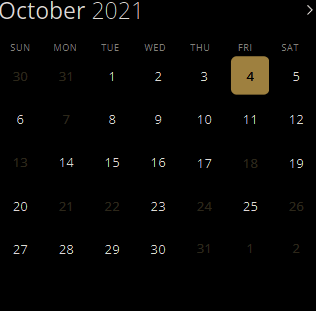 October 2021 >
SUN MON TUE WED THU FRI SAT
30 31 1 2 3 4 5
6 7 8 9 10 11 12
13 14 15 16 17 18 19
20 21 22 23 24 25 26
27 28 29 30 31 1 2